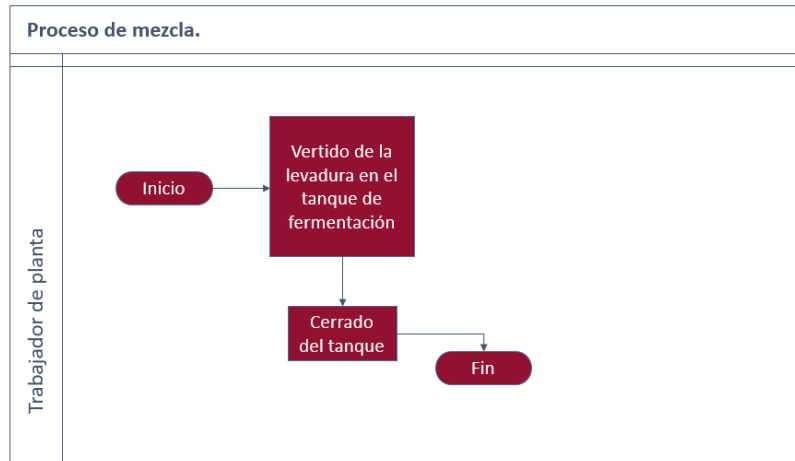 Proceso de mezcla.
Trabajador de planta
Inicio
Vertido de la
levadura en el
tanque de
fermentación
Cerrado
del tanque
Fin